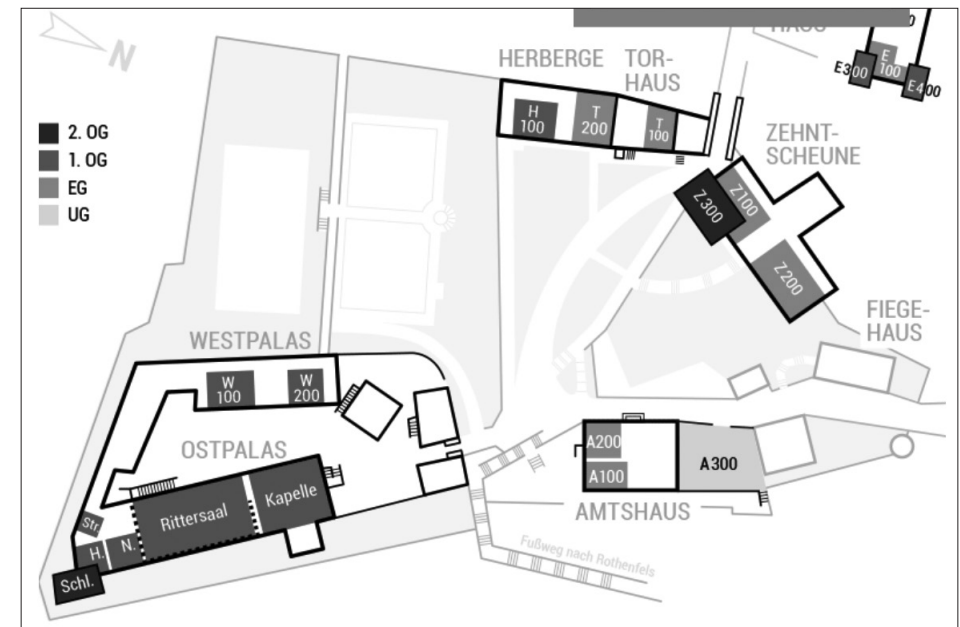 N
2. OG
1. OG
EG
UG
HERBERGE
TOR-
HAUS
H
100
T
200
T
100
E300
E
100
E400
ZEHNT-
SCHEUNE
Z300
Z100
Z200
FIEGE-
HAUS
WESTPALAS
W
100
W
200
OSTPALAS
Rittersaal
Kapelle
Str.
H.
N.
Schl.
A200
A100
A300
AMTSHAUS
Fußweg nach Rothenfels